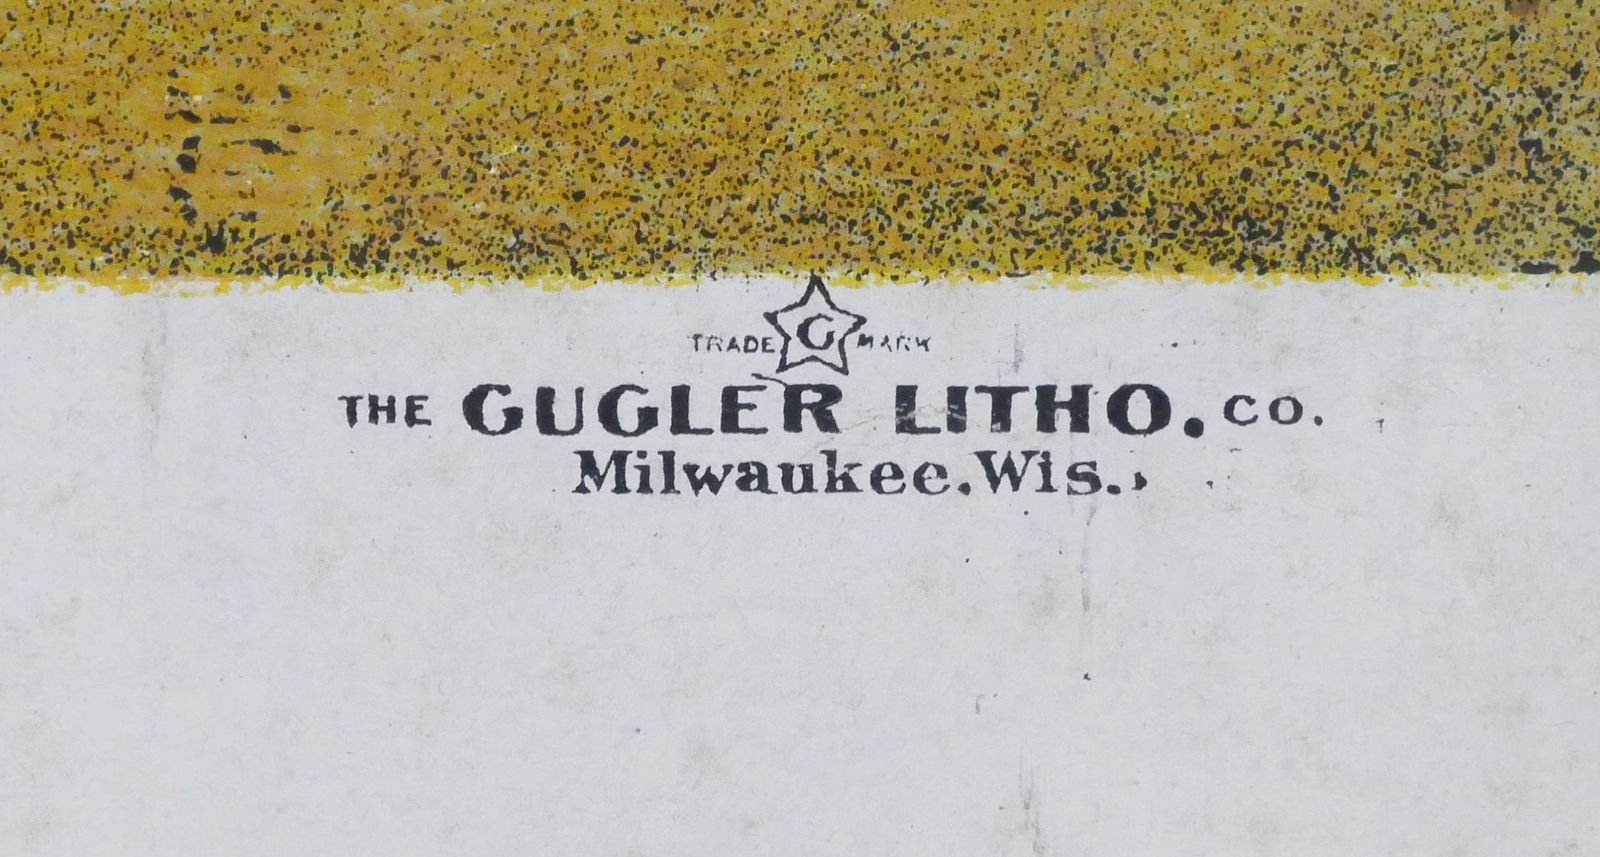 TRADE G MARK
THE GUGLER LITHO. CO.
Milwaukee. Wis.